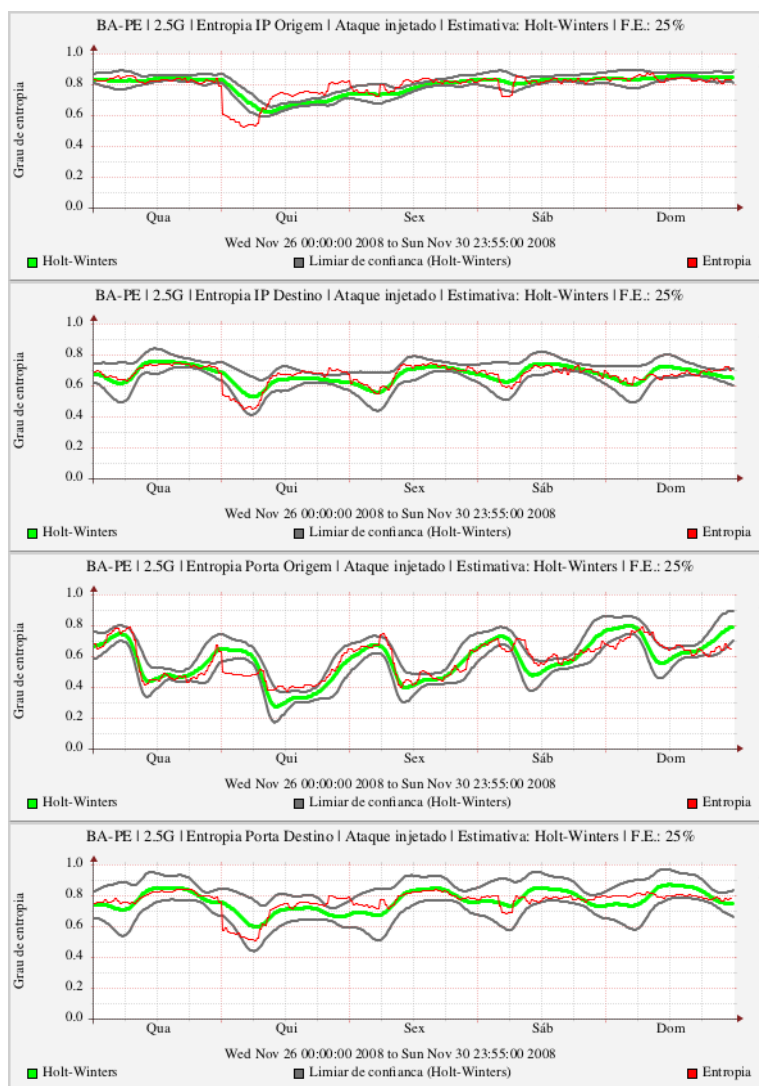 BA-PE | 2.5G | Entropia IP Origem | Ataque injetado | Estimativa: Holt-Winters | F.E.: 25%
Grau de entropia
1.0
0.8
0.6
0.4
0.2
0.0
Qua Qui Sex Sáb Dom
Wed Nov 26 00:00:00 2008 to Sun Nov 30 23:55:00 2008
Holt-Winters Limiar de confianca (Holt-Winters) Entropia
BA-PE | 2.5G | Entropia IP Destino | Ataque injetado | Estimativa: Holt-Winters | F.E.: 25%
Grau de entropia
1.0
0.8
0.6
0.4
0.2
0.0
Qua Qui Sex Sáb Dom
Wed Nov 26 00:00:00 2008 to Sun Nov 30 23:55:00 2008
Holt-Winters Limiar de confianca (Holt-Winters) Entropia
BA-PE | 2.5G | Entropia Porta Origem | Ataque injetado | Estimativa: Holt-Winters | F.E.: 25%
Grau de entropia
1.0
0.8
0.6
0.4
0.2
0.0
Qua Qui Sex Sáb Dom
Wed Nov 26 00:00:00 2008 to Sun Nov 30 23:55:00 2008
Holt-Winters Limiar de confianca (Holt-Winters) Entropia
BA-PE | 2.5G | Entropia Porta Destino | Ataque injetado | Estimativa: Holt-Winters | F.E.: 25%
Grau de entropia
1.0
0.8
0.6
0.4
0.2
0.0
Qua Qui Sex Sáb Dom
Wed Nov 26 00:00:00 2008 to Sun Nov 30 23:55:00 2008
Holt-Winters Limiar de confianca (Holt-Winters) Entropia